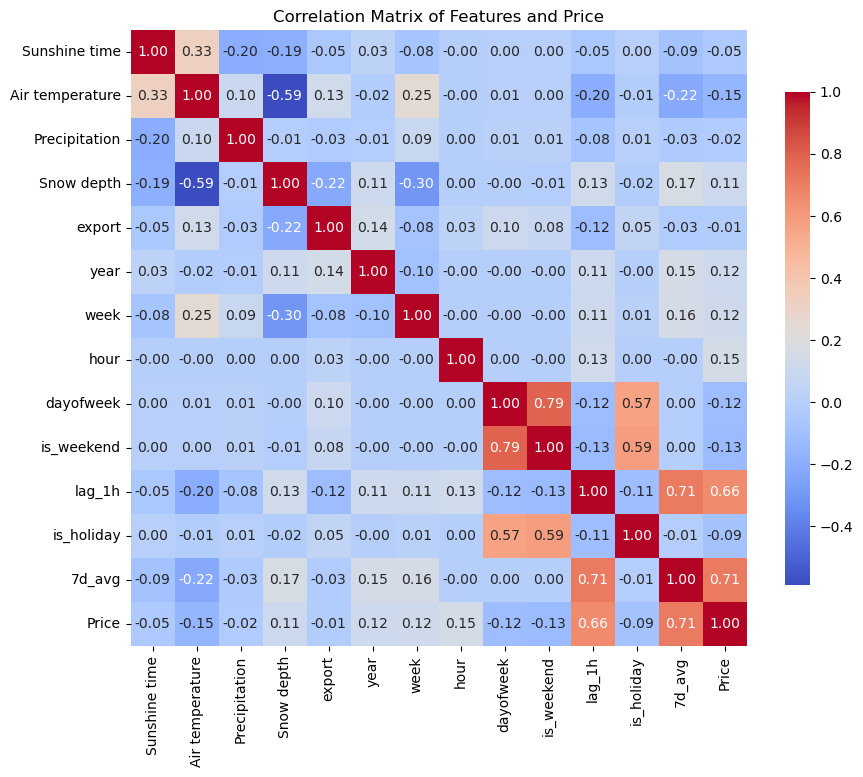 Correlation Matrix of Features and Price
Sunshine time 1.00 0.33 -0.20 -0.19 -0.05 0.03 -0.08 -0.00 0.00 0.00 -0.05 0.00 -0.09 -0.05
Air temperature 0.33 1.00 0.10 -0.59 0.13 -0.02 0.25 -0.00 0.01 0.00 -0.20 -0.01 -0.22 -0.15
Precipitation -0.20 0.10 1.00 -0.01 -0.03 -0.01 0.09 0.00 0.01 0.01 -0.08 0.01 -0.03 -0.02
Snow depth -0.19 -0.59 -0.01 1.00 -0.22 0.11 -0.30 0.00 -0.00 -0.01 0.13 -0.02 0.17 0.11
export -0.05 0.13 -0.03 -0.22 1.00 0.14 -0.08 0.03 0.10 0.08 -0.12 0.05 -0.03 -0.01
year 0.03 -0.02 -0.01 0.11 0.14 1.00 -0.10 -0.00 -0.00 -0.00 0.11 -0.00 0.15 0.12
week -0.08 0.25 0.09 -0.30 -0.08 -0.10 1.00 -0.00 -0.00 -0.00 0.11 0.01 0.16 0.12
hour -0.00 -0.00 0.00 0.00 0.03 -0.00 -0.00 1.00 0.00 -0.00 0.13 0.00 -0.00 0.15
dayofweek 0.00 0.01 0.01 -0.00 0.10 -0.00 -0.00 0.00 1.00 0.79 -0.12 0.57 0.00 -0.12
is_weekend 0.00 0.00 0.01 -0.01 0.08 -0.00 -0.00 -0.00 0.79 1.00 -0.13 0.59 0.00 -0.13
lag_1h -0.05 -0.20 -0.08 0.13 -0.12 0.11 0.11 0.13 -0.12 -0.13 1.00 -0.11 0.71 0.66
is_holiday 0.00 -0.01 0.01 -0.02 0.05 -0.00 0.01 0.00 0.57 0.59 -0.11 1.00 -0.01 -0.09
7d_avg -0.09 -0.22 -0.03 0.17 -0.03 0.15 0.16 -0.00 0.00 0.00 0.71 -0.01 1.00 0.71
Price -0.05 -0.15 -0.02 0.11 -0.01 0.12 0.12 0.15 -0.12 -0.13 0.66 -0.09 0.71 1.00
Sunshine time
Air temperature
Precipitation
Snow depth
export
year
week
hour
dayofweek
is_weekend
lag_1h
is_holiday
7d_avg
Price
1.0
0.8
0.6
0.4
0.2
0.0
−0.2
−0.4